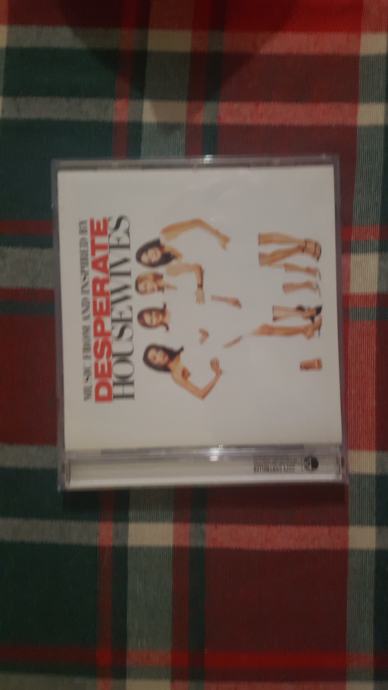 MUSIC FROM AND INSPIRED BY
DESPERATE
HOUSEWIVES